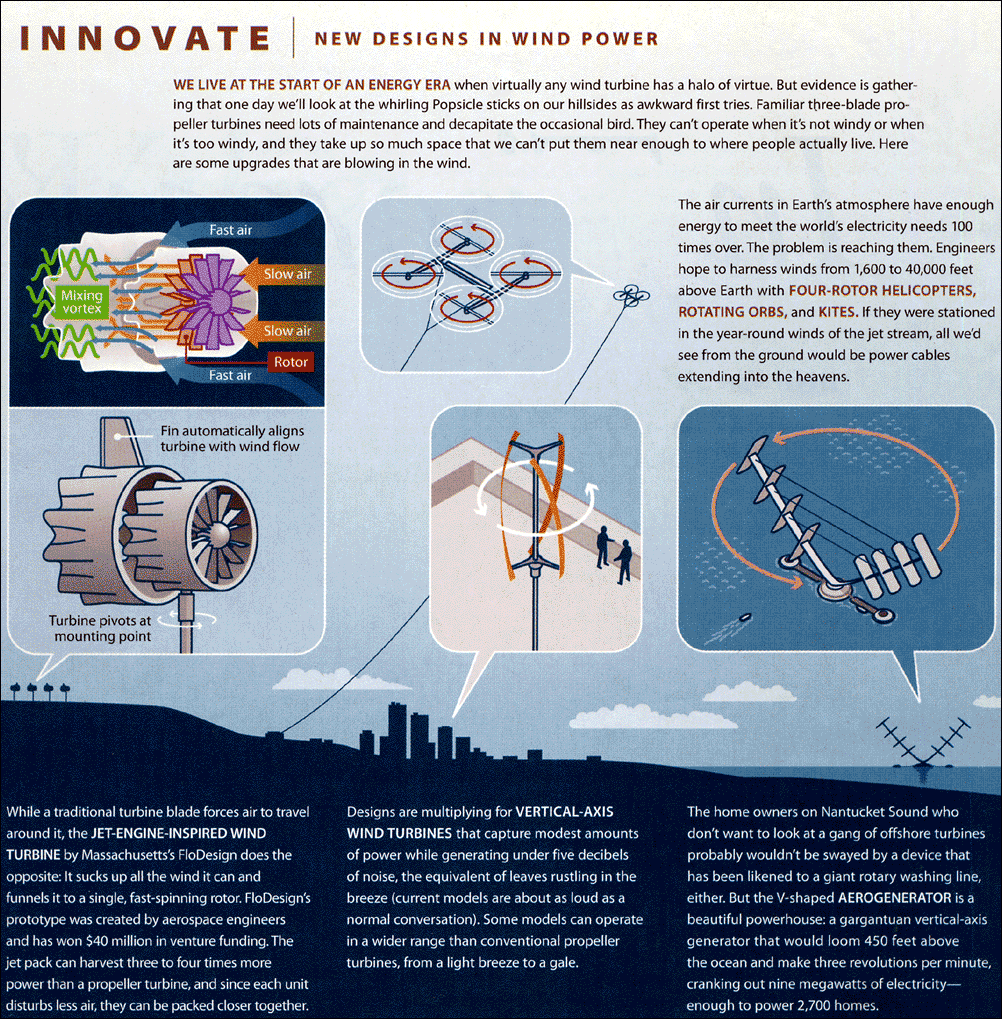 INNOVATE
NEW DESIGNS IN WIND POWER
WE LIVE AT THE START OF AN ENERGY ERA when virtually any wind turbine has a halo of virtue. But evidence is gather-
ing that one day we'll look at the whirling Popsicle sticks on our hillsides as awkward first tries. Familiar three-blade pro-
peller turbines need lots of maintenance and decapitate the occasional bird. They can't operate when it's not windy or when
it's too windy, and they take up so much space that we can't put them near enough to where people actually live. Here
are some upgrades that are blowing in the wind.
Fast air
Slow air
Mixing
vortex
Slow air
Rotor
Fast air
Fin automatically aligns
turbine with wind flow
Turbine pivots at
mounting point
The air currents in Earth's atmosphere have enough
energy to meet the world's electricity needs 100
times over. The problem is reaching them. Engineers
hope to harness winds from 1,600 to 40,000 feet
above Earth with FOUR-ROTOR HELICOPTERS,
ROTATING ORBS, and KITES. If they were stationed
in the year-round winds of the jet stream, all we'd
see from the ground would be power cables
extending into the heavens.
While a traditional turbine blade forces air to travel
around it, the JET-ENGINE-INSPIRED WIND
TURBINE by Massachusetts's FloDesign does the
opposite: It sucks up all the wind it can and
funnels it to a single, fast-spinning rotor. FloDesign's
prototype was created by aerospace engineers
and has won $40 million in venture funding. The
jet pack can harvest three to four times more
power than a propeller turbine, and since each unit
disturbs less air, they can be packed closer together.
Designs are multiplying for VERTICAL-AXIS
WIND TURBINES that capture modest amounts
of power while generating under five decibels
of noise, the equivalent of leaves rustling in the
breeze (current models are about as loud as a
normal conversation). Some models can operate
in a wider range than conventional propeller
turbines, from a light breeze to a gale.
The home owners on Nantucket Sound who
don't want to look at a gang of offshore turbines
probably wouldn't be swayed by a device that
has been likened to a giant rotary washing line,
either. But the V-shaped AEROGENERATOR is a
beautiful powerhouse: a gargantuan vertical-axis
generator that would loom 450 feet above
the ocean and make three revolutions per minute,
cranking out nine megawatts of electricity—
enough to power 2,700 homes.